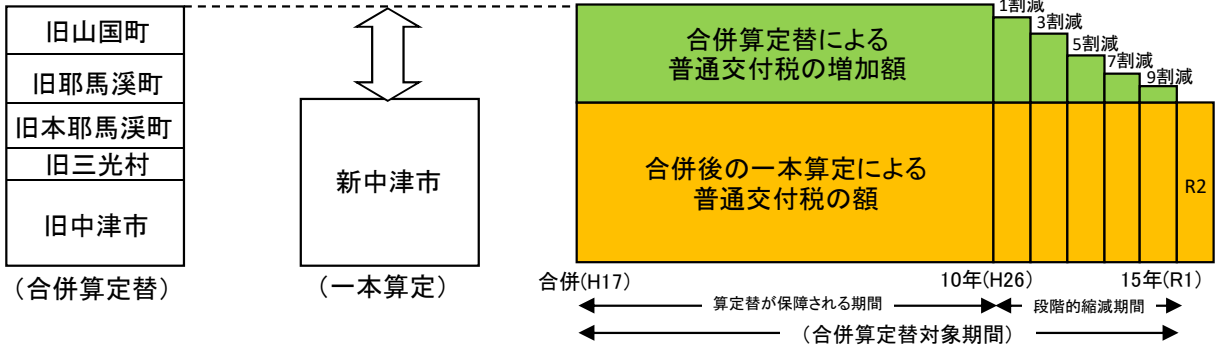 旧山国町
旧耶馬溪町
旧本耶馬溪町
旧三光村
旧中津市
（合併算定替）
新中津市
（一本算定）
合併算定替による
普通交付税の増加額
1割減
3割減
5割減
7割減
9割減
合併後の一本算定による
普通交付税の額
R2
合併(H17)
10年(H26)
15年(R1)
算定替が保障される期間
段階的縮減期間
（合併算定替対象期間）